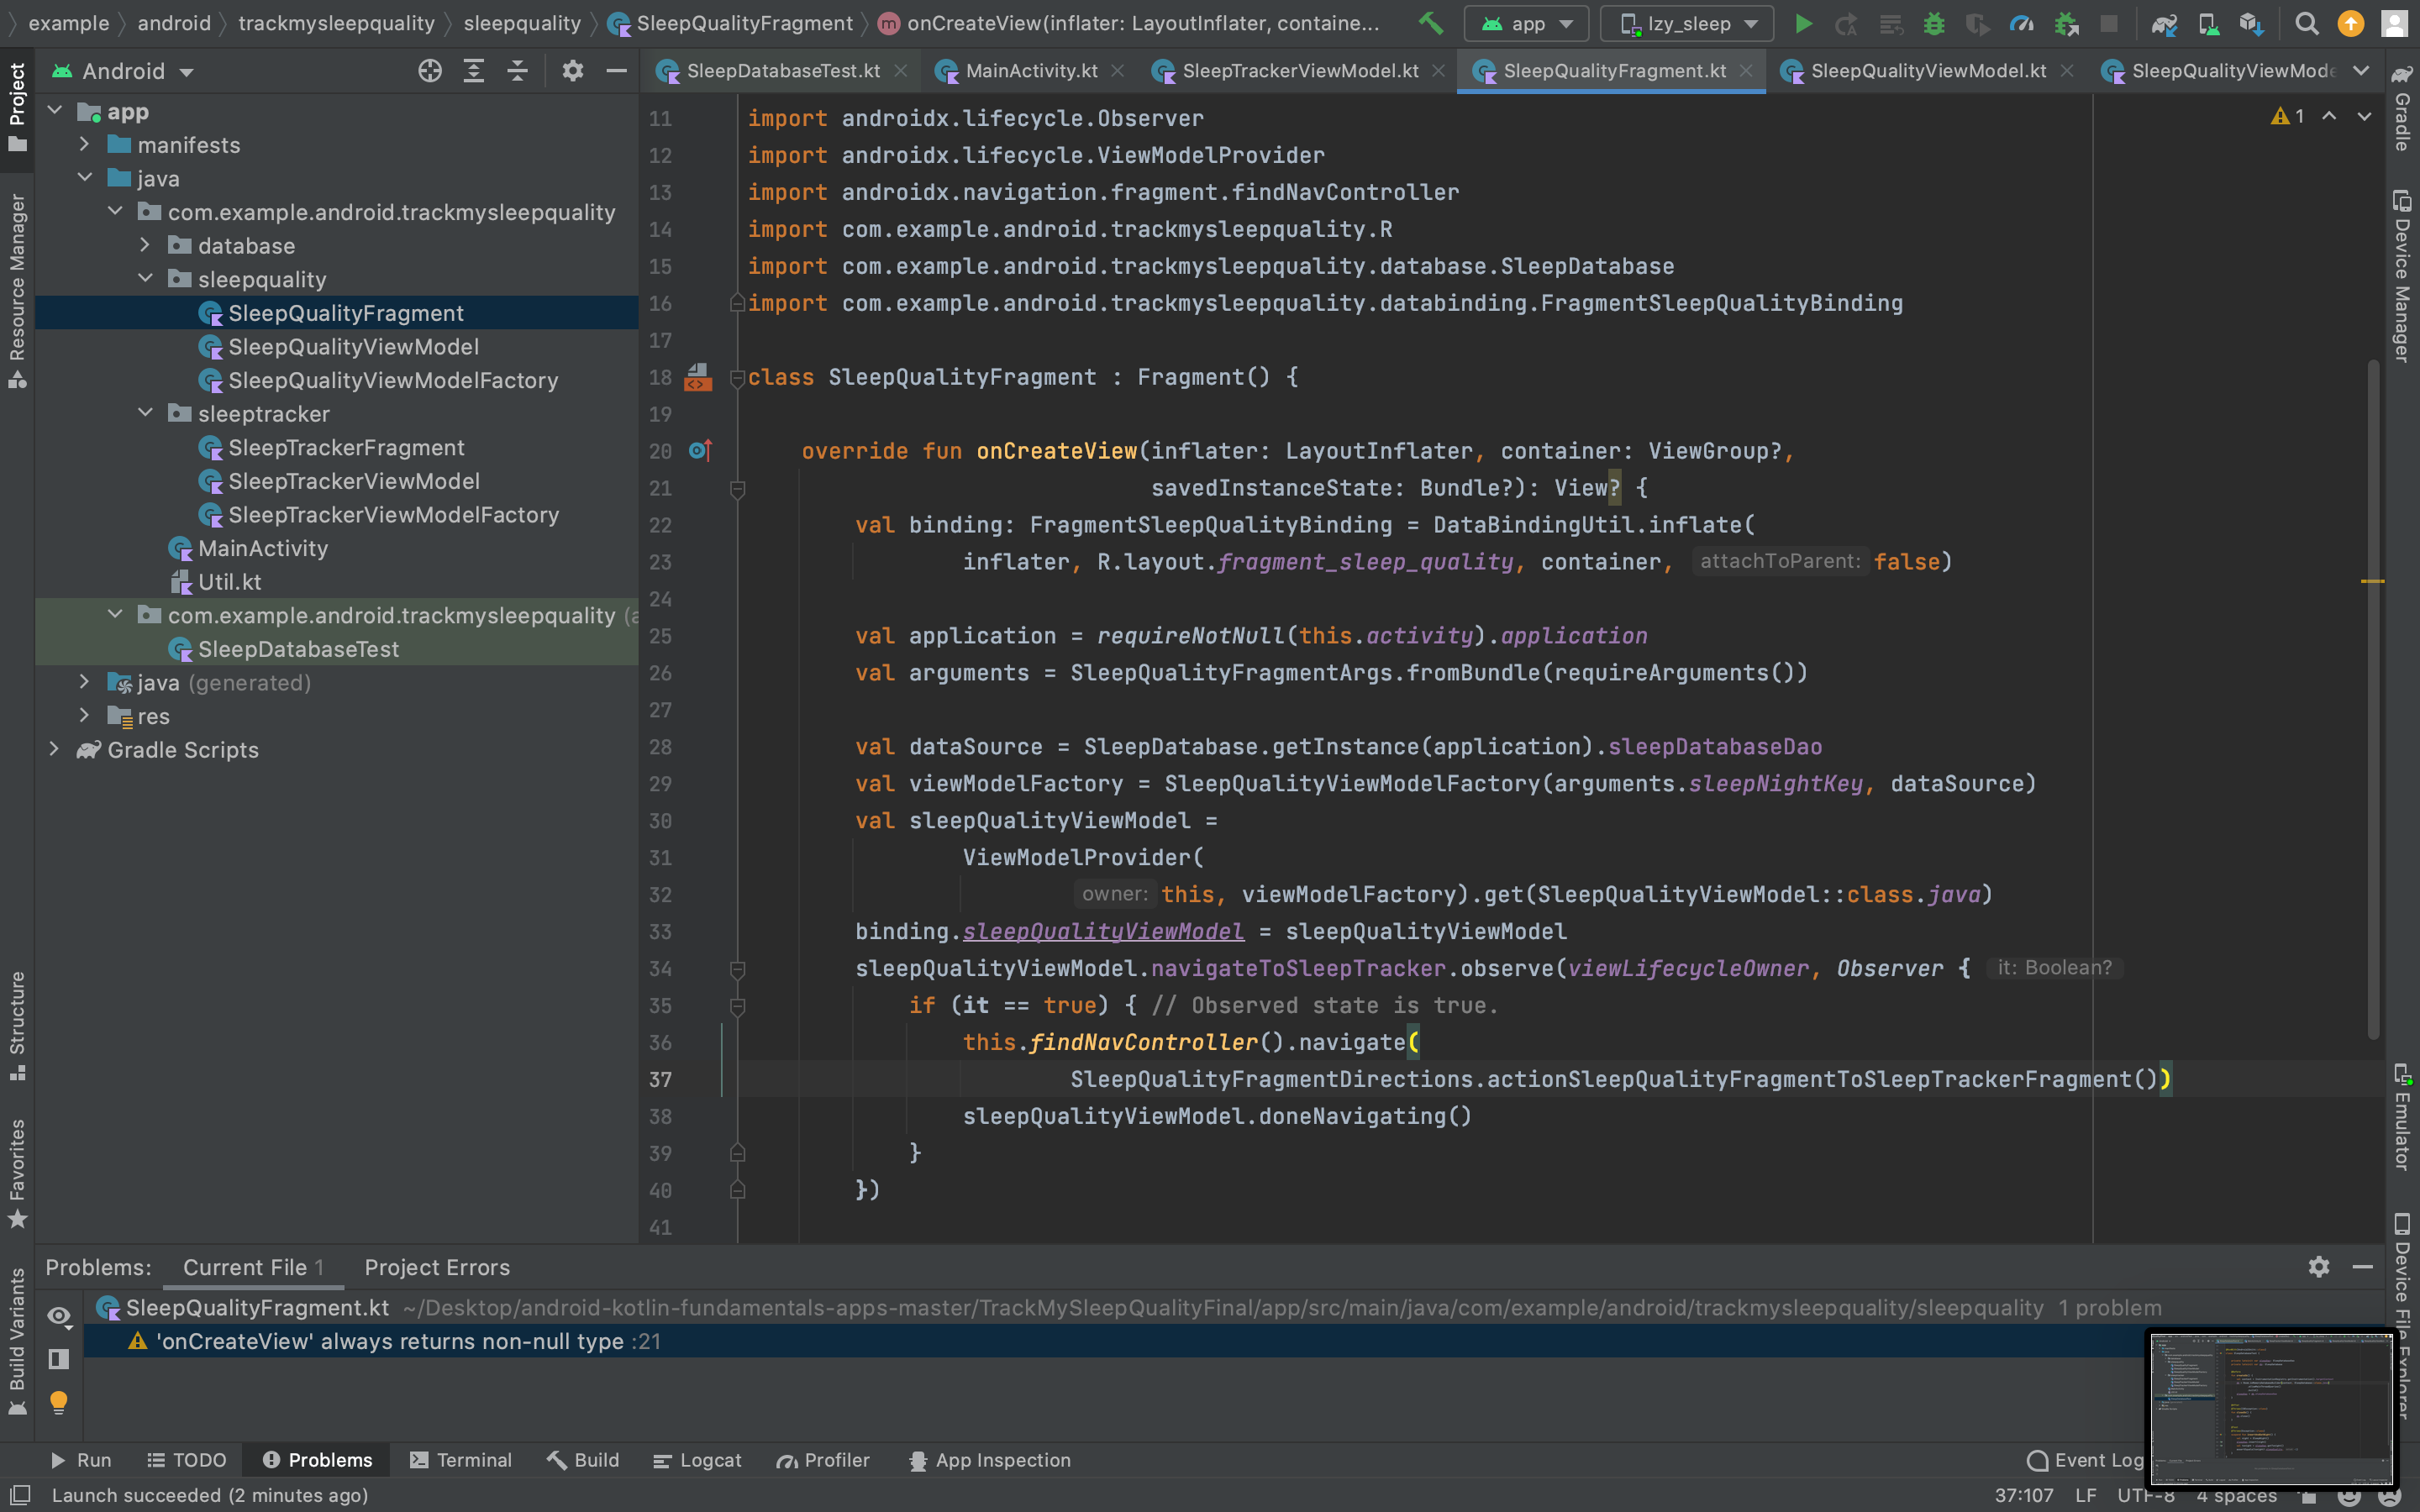 example
android
trackmysleepquality
sleepquality
SleepQualityFragment
onCreateView(inflater: LayoutInflater, containe...
app
lzy_sleep
Project
Android
SleepDatabaseTest.kt
MainActivity.kt
SleepTrackerViewModel.kt
SleepQualityFragment.kt
SleepQualityViewModel.kt
Gradle
app
manifests
java
com.example.android.trackmysleepquality
database
sleepquality
SleepQualityFragment
SleepQualityViewModel
SleepQualityViewModelFactory
sleeptracker
SleepTrackerFragment
SleepTrackerViewModel
SleepTrackerViewModelFactory
MainActivity
Util.kt
com.example.android.trackmysleepquality
SleepDatabaseTest
java (generated)
res
Gradle Scripts
Resource Manager
Structure
Favorites
Build Variants
1
11 import androidx.lifecycle.Observer
12 import androidx.lifecycle.ViewModelProvider
13 import androidx.navigation.fragment.findNavController
14 import com.example.android.trackmysleepquality.R
15 import com.example.android.trackmysleepquality.database.SleepDatabase
16 import com.example.android.trackmysleepquality.databinding.FragmentSleepQualityBinding
17
18 class SleepQualityFragment : Fragment() {
19
20 override fun onCreateView(inflater: LayoutInflater, container: ViewGroup?,
21 savedInstanceState: Bundle?): View? {
22 val binding: FragmentSleepQualityBinding = DataBindingUtil.inflate(
23 inflater, R.layout.fragment_sleep_quality, container, attachToParent: false)
24
25 val application = requireNotNull(this.activity).application
26 val arguments = SleepQualityFragmentArgs.fromBundle(requireArguments())
27
28 val dataSource = SleepDatabase.getInstance(application).sleepDatabaseDao
29 val viewModelFactory = SleepQualityViewModelFactory(arguments.sleepNightKey, dataSource)
30 val sleepQualityViewModel =
31 ViewModelProvider(
32 owner: this, viewModelFactory).get(SleepQualityViewModel::class.java)
33 binding.sleepQualityViewModel = sleepQualityViewModel
34 sleepQualityViewModel.navigateToSleepTracker.observe(viewLifecycleOwner, Observer { it: Boolean?
35 if (it == true) { // Observed state is true.
36 this.findNavController().navigate(
37 SleepQualityFragmentDirections.actionSleepQualityFragmentToSleepTrackerFragment())
38 sleepQualityViewModel.doneNavigating()
39 }
40 })
41
Device Manager
Emulator
Device File Explorer
Problems: Current File 1 Project Errors
SleepQualityFragment.kt ~/Desktop/android-kotlin-fundamentals-apps-master/TrackMySleepQualityFinal/app/src/main/java/com/example/android/trackmysleepquality/sleepquality 1 problem
'onCreateView' always returns non-null type :21
Run TODO Problems Terminal Build Logcat Profiler App Inspection Event Log
Launch succeeded (2 minutes ago) 37:107 LF UTF-8 4 spaces